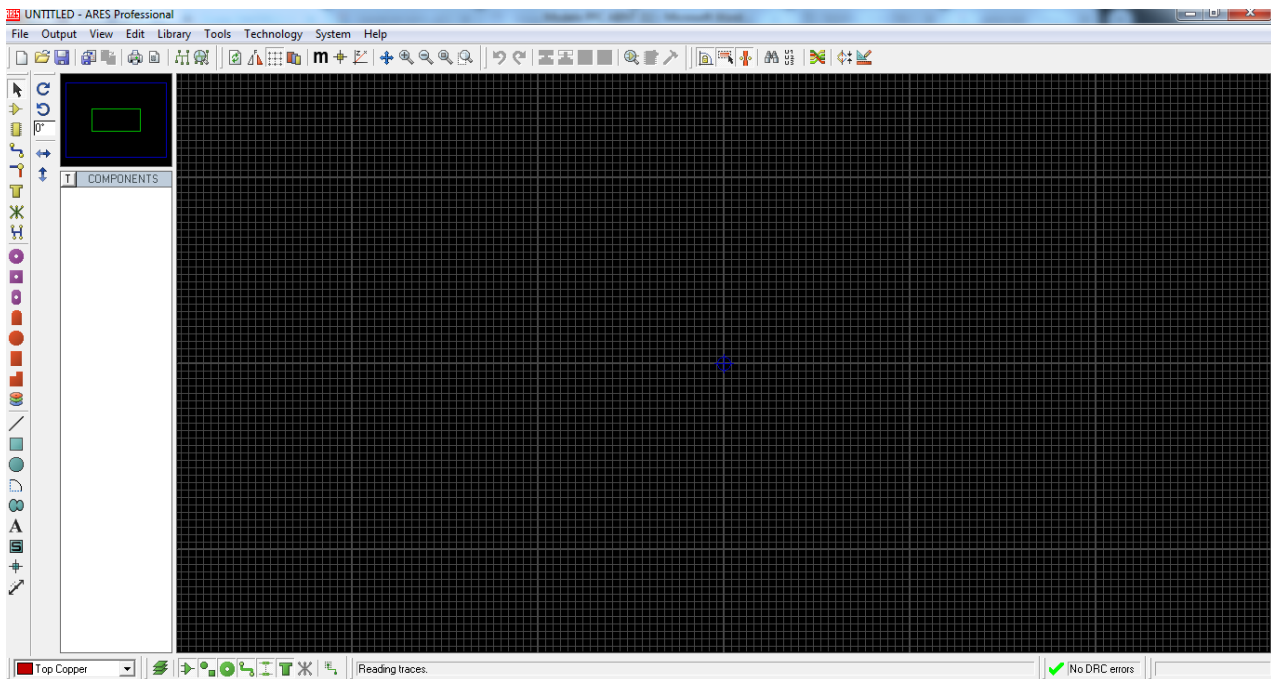 ARES UNTITLED - ARES Professional
File Output View Edit Library Tools Technology System Help
m
0°
T COMPONENTS
A
S
Top Copper
T
Reading traces.
No DRC errors